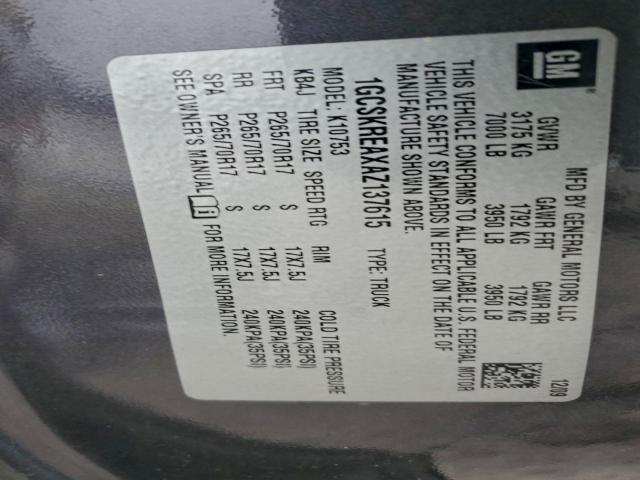 GM
MFD BY GENERAL MOTORS LLC 12/09
GVWR GAWR FRT GAWR RR
3175 KG 1792 KG 1792 KG
7000 LB 3950 LB 3950 LB
THIS VEHICLE CONFORMS TO ALL APPLICABLE U.S. FEDERAL MOTOR
VEHICLE SAFETY STANDARDS IN EFFECT ON THE DATE OF
MANUFACTURE SHOWN ABOVE.
1GCSKREAXAZ137615 TYPE: TRUCK
MODEL: K10753
KB4J TIRE SIZE SPEED RTG RIM COLD TIRE PRESSURE
FRT P265/70R17 S 17X7.5J 240KPA(35PSI)
RR P265/70R17 S 17X7.5J 240KPA(35PSI)
SPA P265/70R17 S 17X7.5J 240KPA(35PSI)
SEE OWNER'S MANUAL FOR MORE INFORMATION.